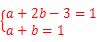 a + 2b − 3 = 1
a + b = 1